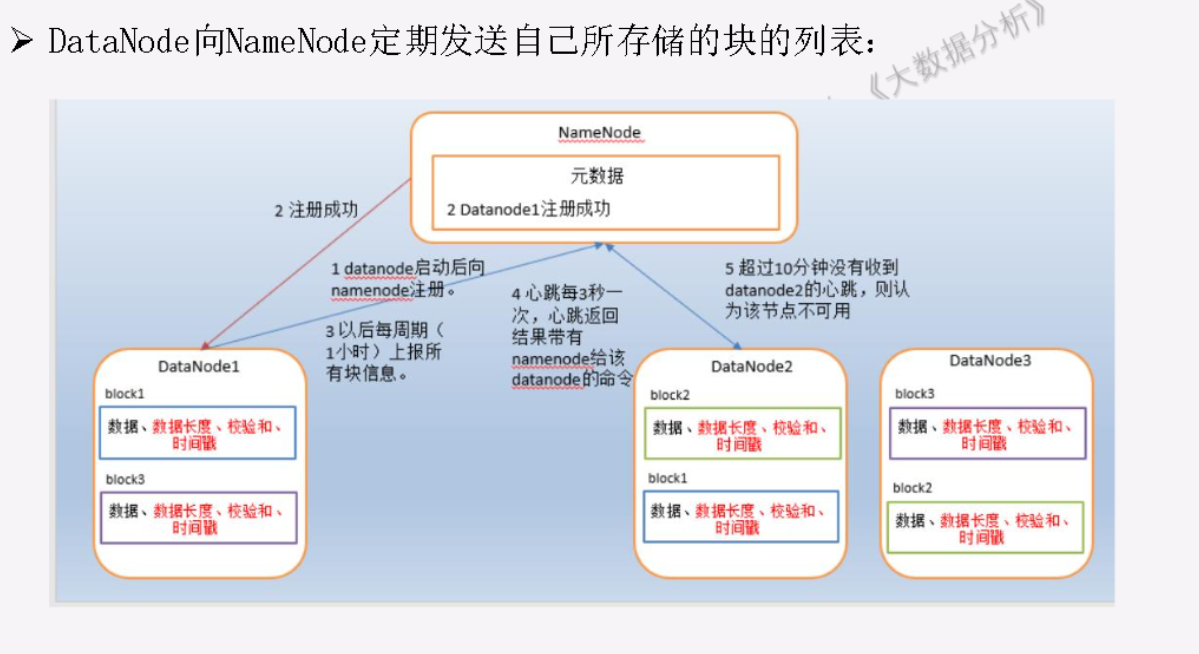 ➢ DataNode向NameNode定期发送自己所存储的块的列表：
《大数据分析》
NameNode
元数据
2 Datanode1注册成功
2 注册成功
1 datanode启动后向
namenode注册。
3 以后每周期（
1小时）上报所
有块信息。
4 心跳每3秒一
次，心跳返回
结果带有
namenode给该
datanode的命令
5 超过10分钟没有收到
datanode2的心跳，则认
为该节点不可用
DataNode1
block1
数据、数据长度、校验和、
时间戳
block3
数据、数据长度、校验和、
时间戳
DataNode2
block2
数据、数据长度、校验和、
时间戳
block1
数据、数据长度、校验和、
时间戳
DataNode3
block3
数据、数据长度、校验和、
时间戳
block2
数据、数据长度、校验和、
时间戳